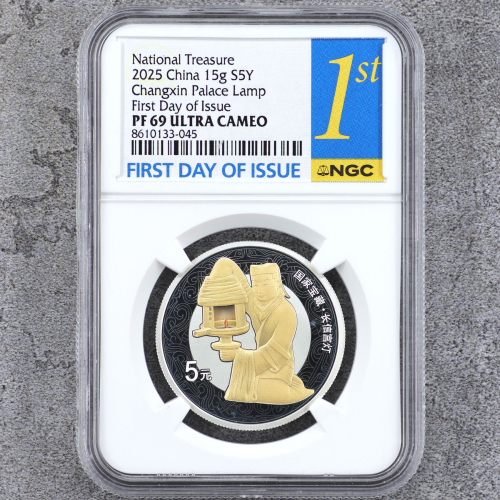 National Treasure
2025 China 15g S5Y
Changxin Palace Lamp
First Day of Issue
PF 69 ULTRA CAMEO
8610133-045
FIRST DAY OF ISSUE
1st
NGC
国家宝藏·长信宫灯
5元